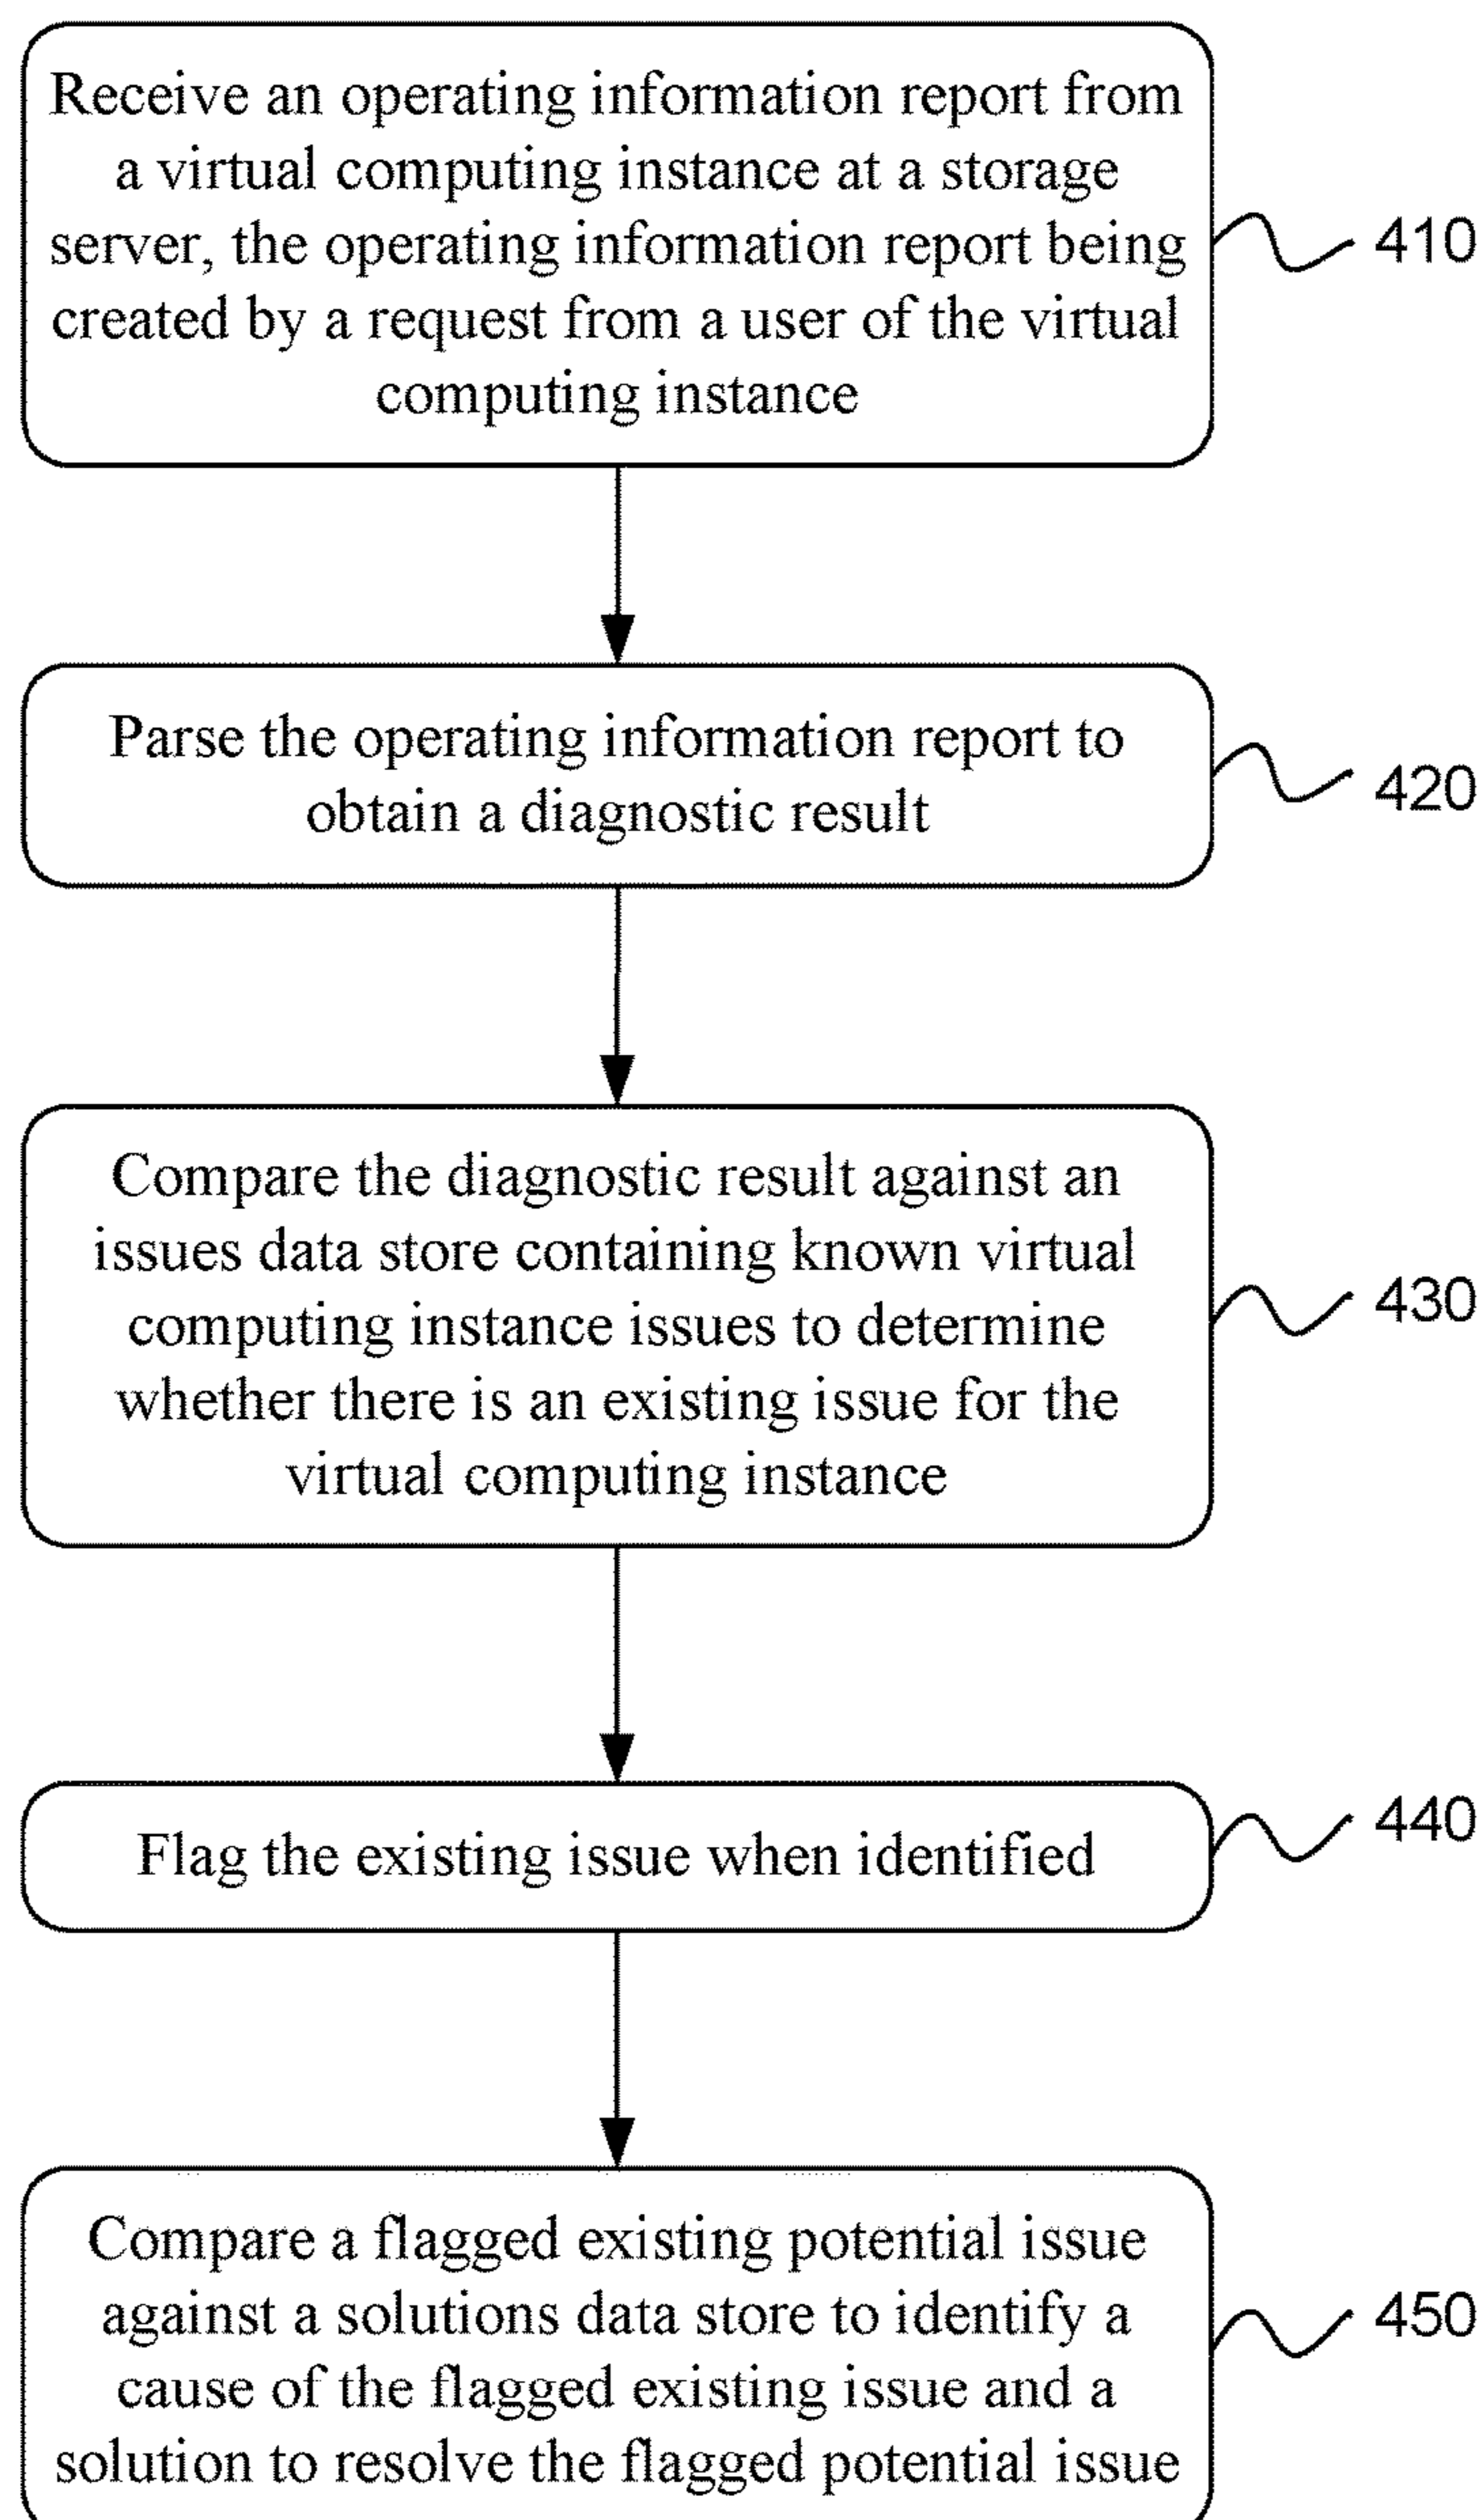 Receive an operating information report from
a virtual computing instance at a storage
server, the operating information report being
created by a request from a user of the virtual
computing instance
410
Parse the operating information report to
obtain a diagnostic result
420
Compare the diagnostic result against an
issues data store containing known virtual
computing instance issues to determine
whether there is an existing issue for the
virtual computing instance
430
Flag the existing issue when identified
440
Compare a flagged existing potential issue
against a solutions data store to identify a
cause of the flagged existing issue and a
solution to resolve the flagged potential issue
450